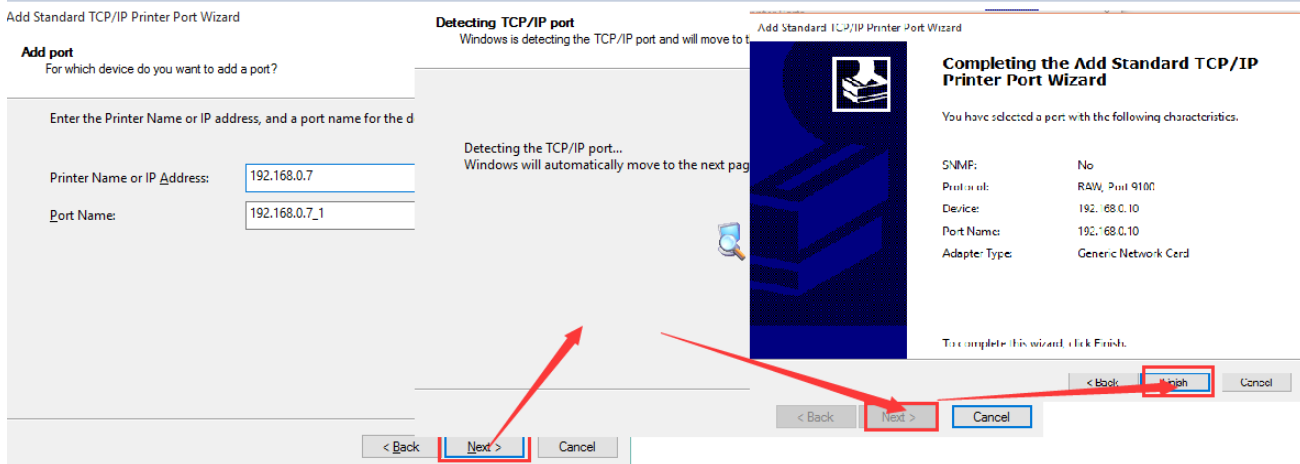 Add Standard TCP/IP Printer Port Wizard
Add port
For which device do you want to add a port?
Enter the Printer Name or IP address, and a port name for the d
Printer Name or IP Address:
192.168.0.7
Port Name:
192.168.0.7_1
< Back
Next >
Cancel
Detecting TCP/IP port
Windows is detecting the TCP/IP port and will move to t
Detecting the TCP/IP port...
Windows will automatically move to the next pag
< Back
Next >
Cancel
Add Standard TCP/IP Printer Port Wizard
Completing the Add Standard TCP/IP
Printer Port Wizard
You have selected a port with the following characteristics.
SNMP:
No
Protocol:
RAW, Port 9100
Device:
192.168.0.10
Port Name:
192.168.0.10
Adapter Type:
Generic Network Card
To complete this wizard, click Finish.
< Back
Finish
Cancel